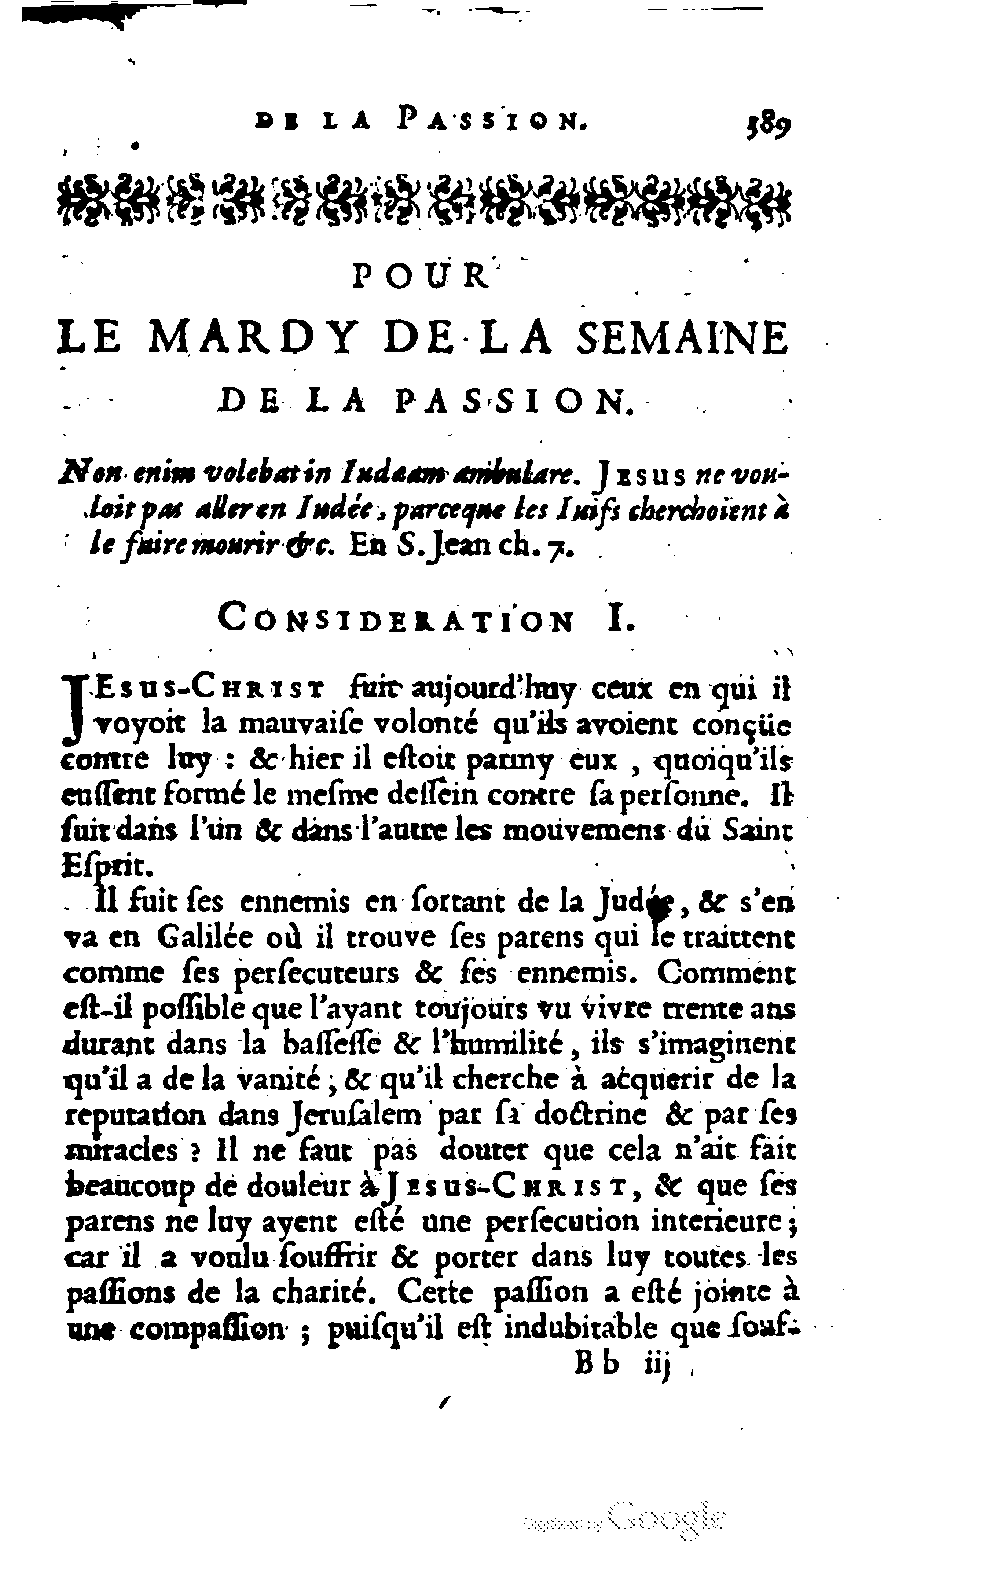 DE LA PASSION. 389
POUR
LE MARDY DE LA SEMAINE
DE LA PASSION.
Non enim volebat in Iudæam ambulare. JESUS ne vou-
loit pas aller en Iudée, parceque les Iuifs cherchoient à
le faire mourir &c. En S. Jean ch. 7.
CONSIDERATION I.
JESUS-CHRIST fuit aujourd'huy ceux en qui il
voyoit la mauvaiſe volonté qu'ils avoient conçüe
contre luy : & hier il eſtoit parmy eux , quoiqu'ils
euſſent formé le meſme deſſein contre ſa perſonne. Il
ſuit dans l'un & dans l'autre les mouvemens du Saint
Eſprit.
Il fuit ſes ennemis en ſortant de la Judée, & s'en
va en Galilée où il trouve ſes parens qui le traittent
comme ſes perſecuteurs & ſes ennemis. Comment
eſt-il poſſible que l'ayant toujours vu vivre trente ans
durant dans la baſſeſſe & l'humilité, ils s'imaginent
qu'il a de la vanité ; & qu'il cherche à acquerir de la
reputation dans Jeruſalem par ſa doctrine & par ſes
miracles ? Il ne faut pas douter que cela n'ait fait
beaucoup de douleur à JESUS-CHRIST, & que ſes
parens ne luy ayent eſté une perſecution interieure ;
car il a voulu ſouffrir & porter dans luy toutes les
paſſions de la charité. Cette paſſion a eſté jointe à
une compaſſion ; puiſqu'il eſt indubitable que ſouf-
Bb iij
Digitized by Google